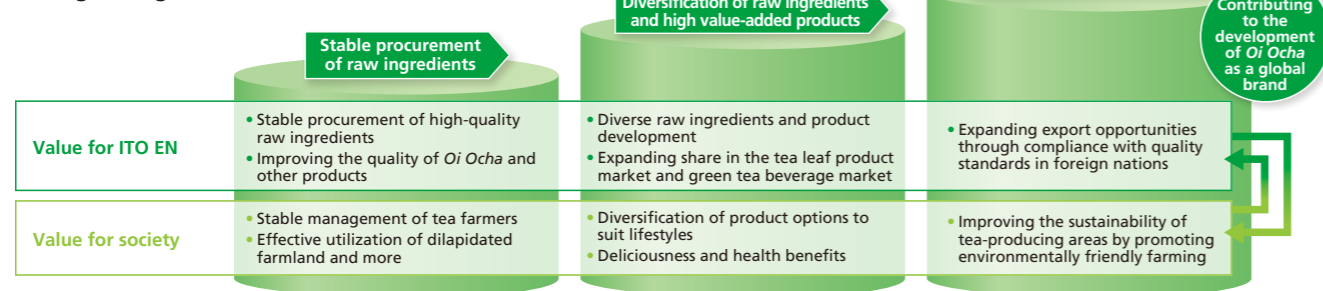 Diversification of raw ingredients
and high value-added products
Contributing
to the
development
of Oi Ocha
as a global
brand
Stable procurement
of raw ingredients
Value for ITO EN
• Stable procurement of high-quality
raw ingredients
• Improving the quality of Oi Ocha and
other products
• Diverse raw ingredients and product
development
• Expanding share in the tea leaf product
market and green tea beverage market
• Expanding export opportunities
through compliance with quality
standards in foreign nations
Value for society
• Stable management of tea farmers
• Effective utilization of dilapidated
farmland and more
• Diversification of product options to
suit lifestyles
• Deliciousness and health benefits
• Improving the sustainability of
tea-producing areas by promoting
environmentally friendly farming